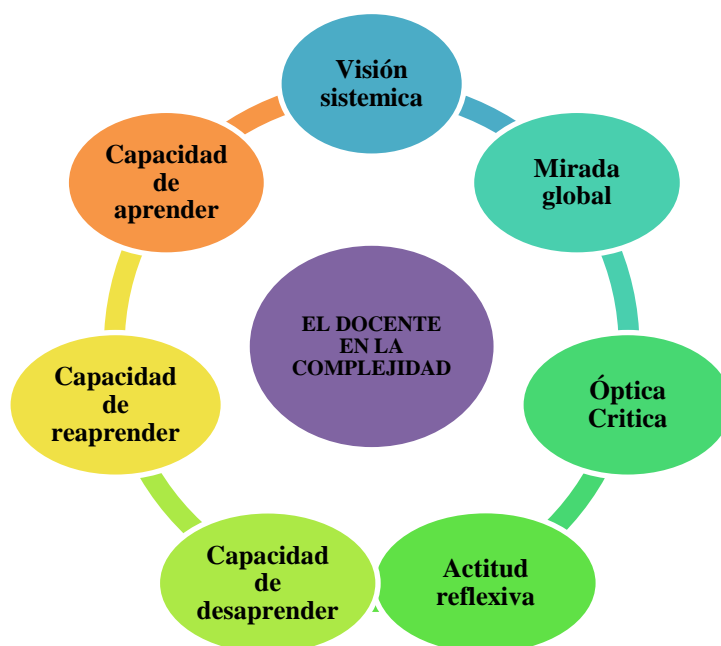 Visión
sistemica
Mirada
global
Óptica
Critica
Actitud
reflexiva
Capacidad
de
desaprender
Capacidad
de
reaprender
Capacidad
de
aprender
EL DOCENTE
EN LA
COMPLEJIDAD